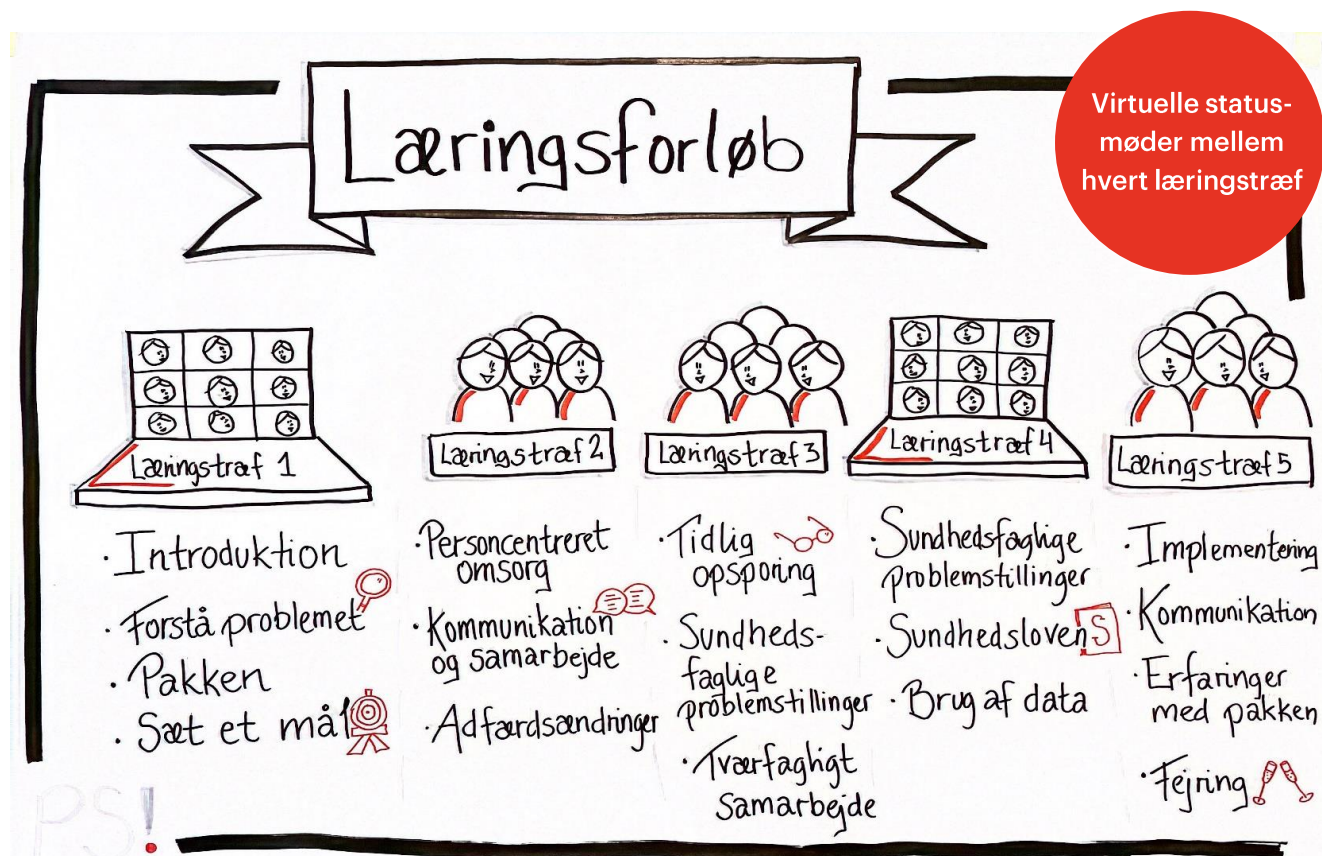 Læringsforløb
Virtuelle status-
møder mellem
hvert læringstræf
Læringstræf 1
· Introduktion
· Forstå problemet
· Pakken
· Sæt et mål
Læringstræf 2
· Personcentreret
omsorg
· Kommunikation
og samarbejde
· Adfærdsændringer
Læringstræf 3
· Tidlig
opsporing
· Sundheds-
faglige
problemstillinger
· Tværfagligt
samarbejde
Læringstræf 4
· Sundhedsfaglige
problemstillinger
· Sundhedsloven S
· Brug af data
Læringstræf 5
· Implementering
· Kommunikation
· Erfaringer
med pakken
· Fejring
PS!